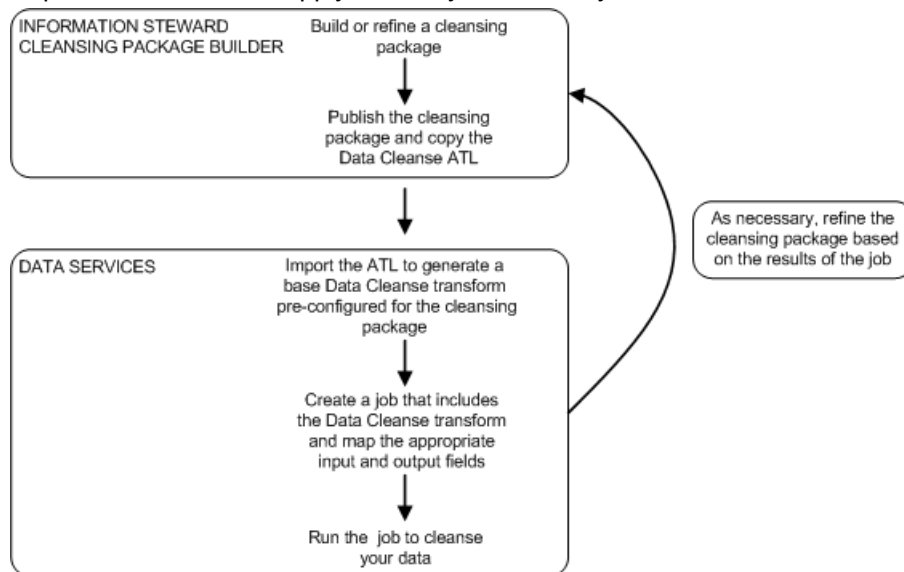 INFORMATION STEWARD
CLEANSING PACKAGE BUILDER
Build or refine a cleansing
package
Publish the cleansing
package and copy the
Data Cleanse ATL
As necessary, refine the
cleansing package based
on the results of the job
DATA SERVICES
Import the ATL to generate a
base Data Cleanse transform
pre-configured for the cleansing
package
Create a job that includes
the Data Cleanse transform
and map the appropriate
input and output fields
Run the job to cleanse
your data